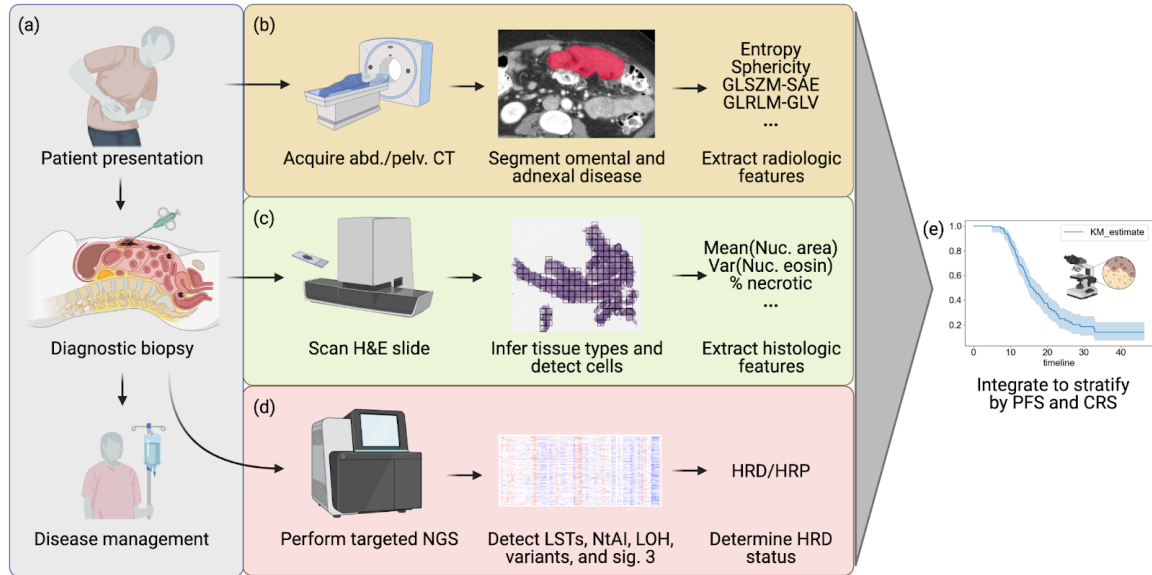 (a)
Patient presentation
Diagnostic biopsy
Disease management
(b)
Acquire abd./pelv. CT
Segment omental and
adnexal disease
Entropy
Sphericity
GLSZM-SAE
GLRLM-GLV
...
Extract radiologic
features
(c)
Scan H&E slide
Infer tissue types and
detect cells
Mean(Nuc. area)
Var(Nuc. eosin)
% necrotic
...
Extract histologic
features
(d)
Perform targeted NGS
Detect LSTs, NtAI, LOH,
variants, and sig. 3
HRD/HRP
Determine HRD
status
(e)
1.0
0.8
0.6
0.4
0.2
KM_estimate
0
10
20
30
40
timeline
Integrate to stratify
by PFS and CRS